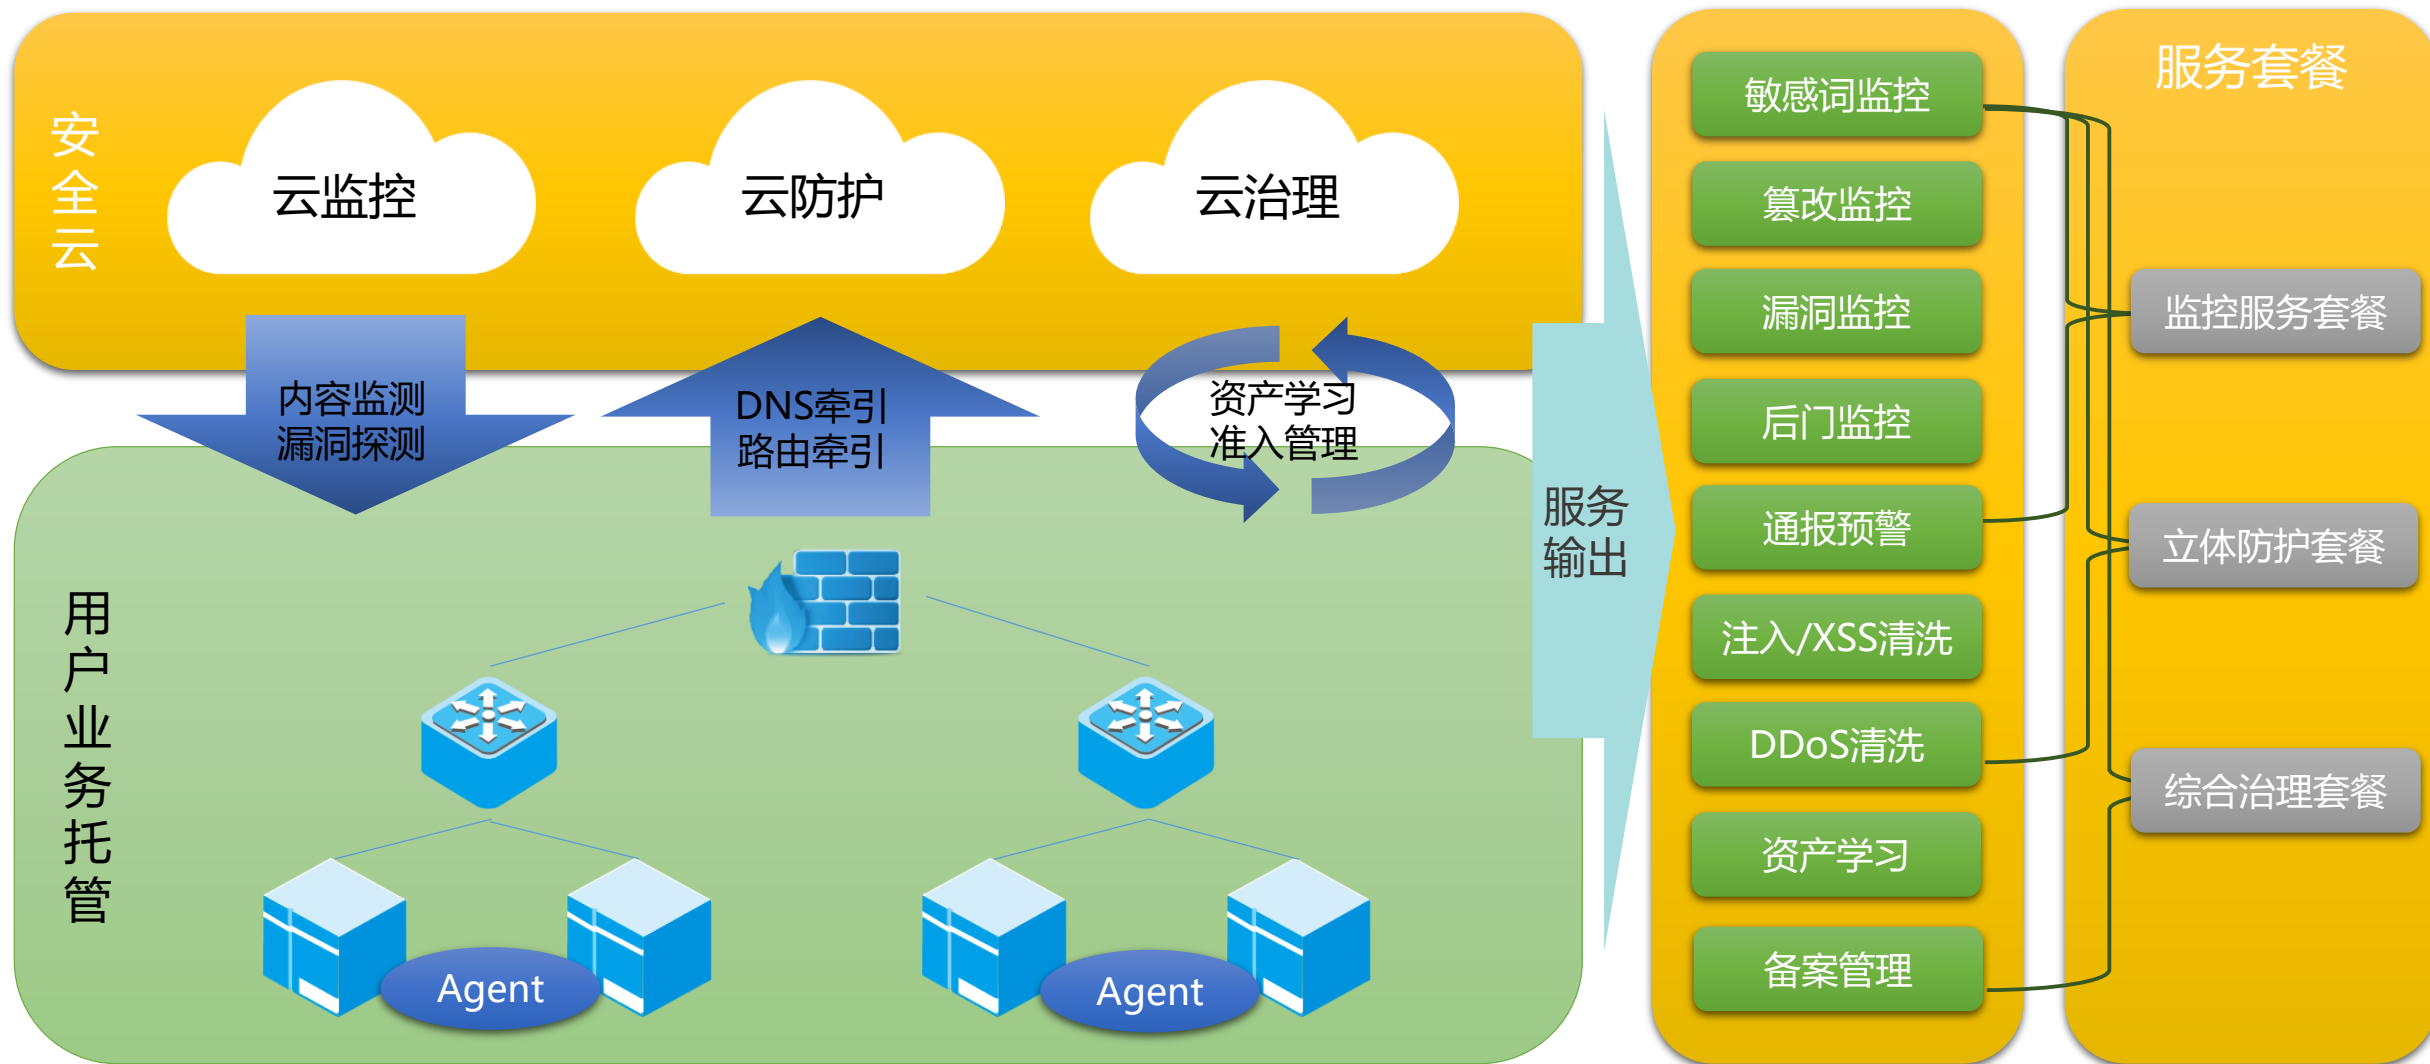 安全云
云监控
云防护
云治理
内容监测
漏洞探测
DNS牵引
路由牵引
资产学习
准入管理
用户业务托管
Agent
Agent
服务
输出
敏感词监控
篡改监控
漏洞监控
后门监控
通报预警
注入/XSS清洗
DDoS清洗
资产学习
备案管理
服务套餐
监控服务套餐
立体防护套餐
综合治理套餐